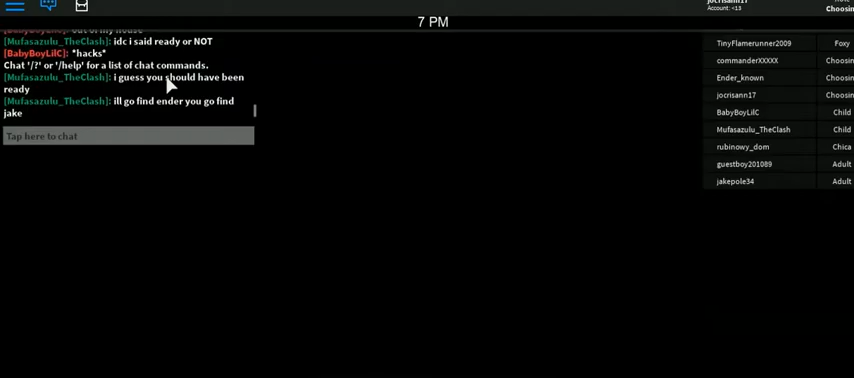 jocrisann17
Account: <13
Choosin
7 PM
out of my house
[Mufasazulu_TheClash]: idc i said ready or NOT
[BabyBoyLilC]: *hacks*
Chat '/?' or '/help' for a list of chat commands.
[Mufasazulu_TheClash]: i guess you should have been
ready
[Mufasazulu_TheClash]: ill go find ender you go find
jake
Tap here to chat
TinyFlamerunner2009 Foxy
commanderXXXXX Choosin
Ender_known Choosin
jocrisann17 Choosin
BabyBoyLilC Child
Mufasazulu_TheClash Child
rubinowy_dom Chica
guestboy201089 Adult
jakepole34 Adult